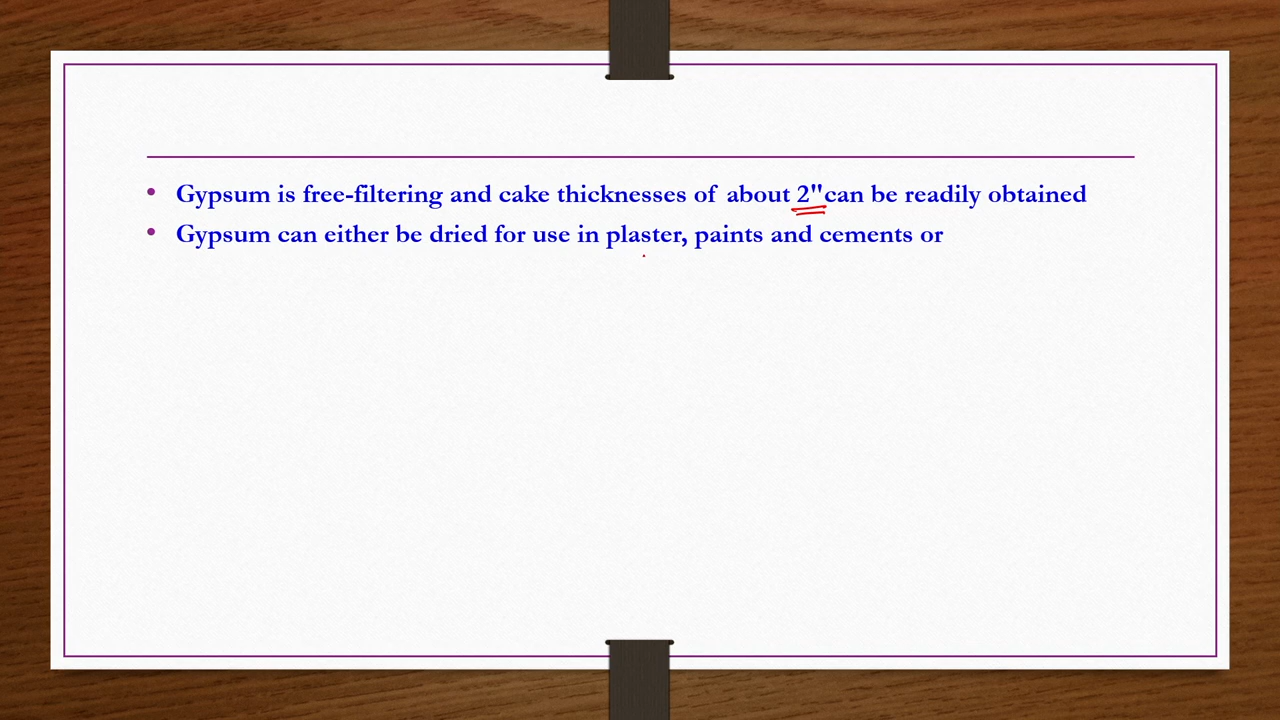 • Gypsum is free-filtering and cake thicknesses of about 2"can be readily obtained
• Gypsum can either be dried for use in plaster, paints and cements or